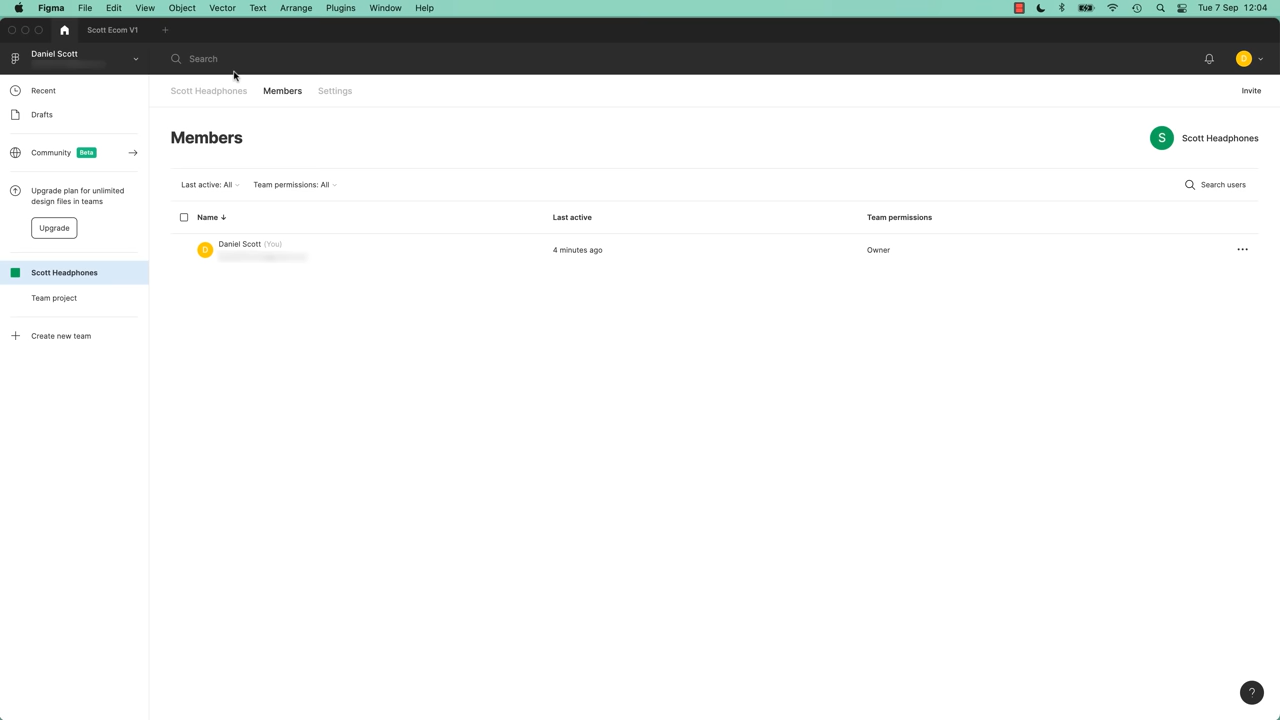 Figma File Edit View Object Vector Text Arrange Plugins Window Help Tue 7 Sep 12:04
Scott Ecom V1
Daniel Scott
Search
D
Recent
Drafts
Community Beta
Upgrade plan for unlimited
design files in teams
Upgrade
Scott Headphones
Team project
Create new team
Scott Headphones Members Settings Invite
Members
S Scott Headphones
Last active: All Team permissions: All Search users
Name Last active Team permissions
D Daniel Scott (You) 4 minutes ago Owner
?